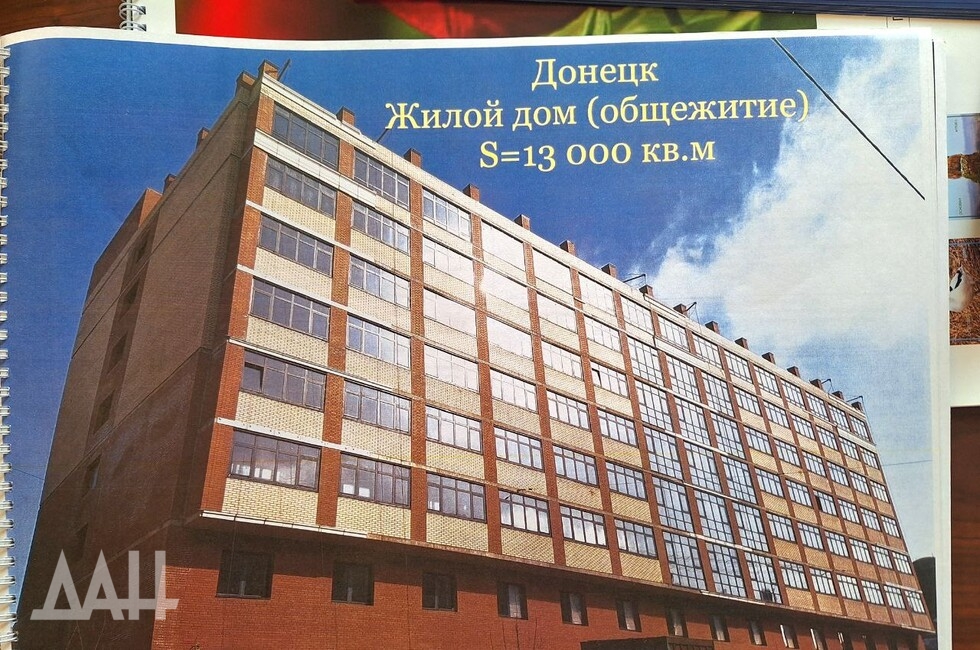 Донецк
Жилой дом (общежитие)
S=13 000 кв.м
ДАН